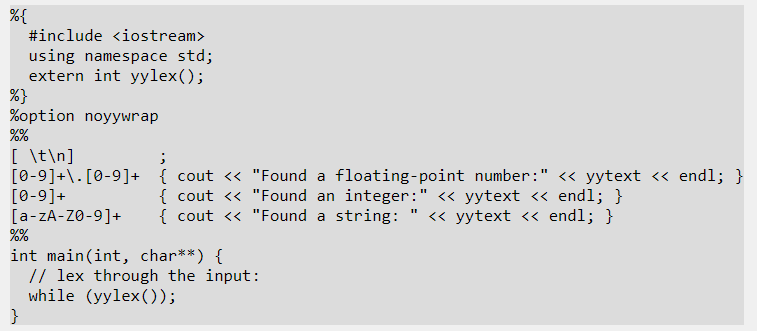 %{
  #include <iostream>
  using namespace std;
  extern int yylex();
%}
%option noyywrap
%%
[ \t\n]         ;
[0-9]+\.[0-9]+  { cout << "Found a floating-point number:" << yytext << endl; }
[0-9]+          { cout << "Found an integer:" << yytext << endl; }
[a-zA-Z0-9]+    { cout << "Found a string: " << yytext << endl; }
%%
int main(int, char**) {
  // lex through the input:
  while (yylex());
}